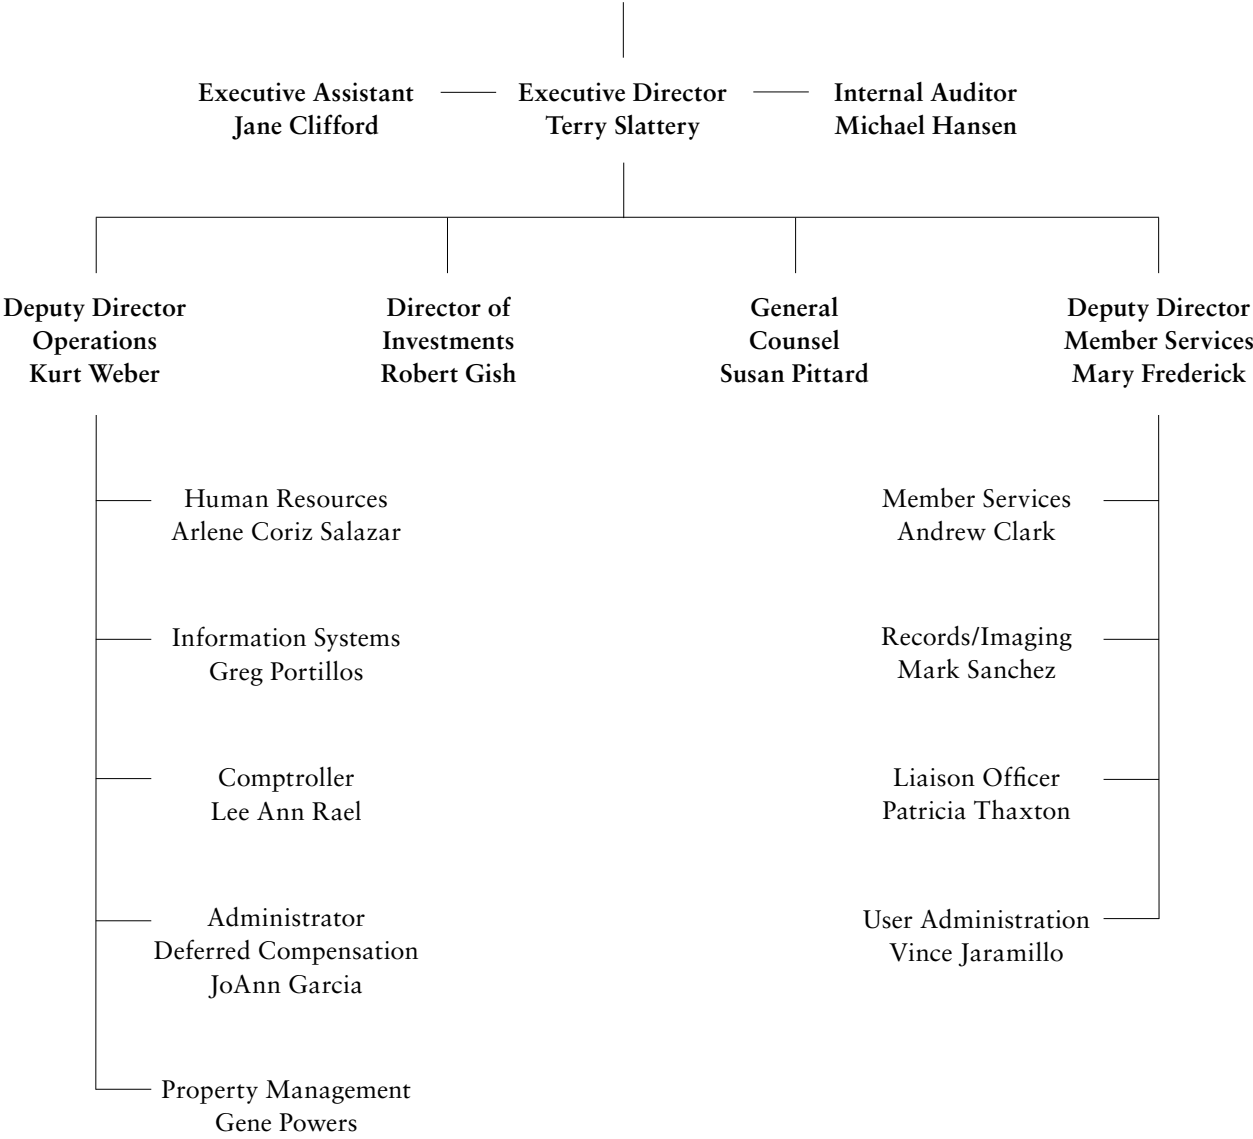 Executive Assistant
Jane Clifford
Executive Director
Terry Slattery
Internal Auditor
Michael Hansen
Deputy Director
Operations
Kurt Weber
Director of
Investments
Robert Gish
General
Counsel
Susan Pittard
Deputy Director
Member Services
Mary Frederick
Human Resources
Arlene Coriz Salazar
Information Systems
Greg Portillos
Comptroller
Lee Ann Rael
Administrator
Deferred Compensation
JoAnn Garcia
Property Management
Gene Powers
Member Services
Andrew Clark
Records/Imaging
Mark Sanchez
Liaison Officer
Patricia Thaxton
User Administration
Vince Jaramillo